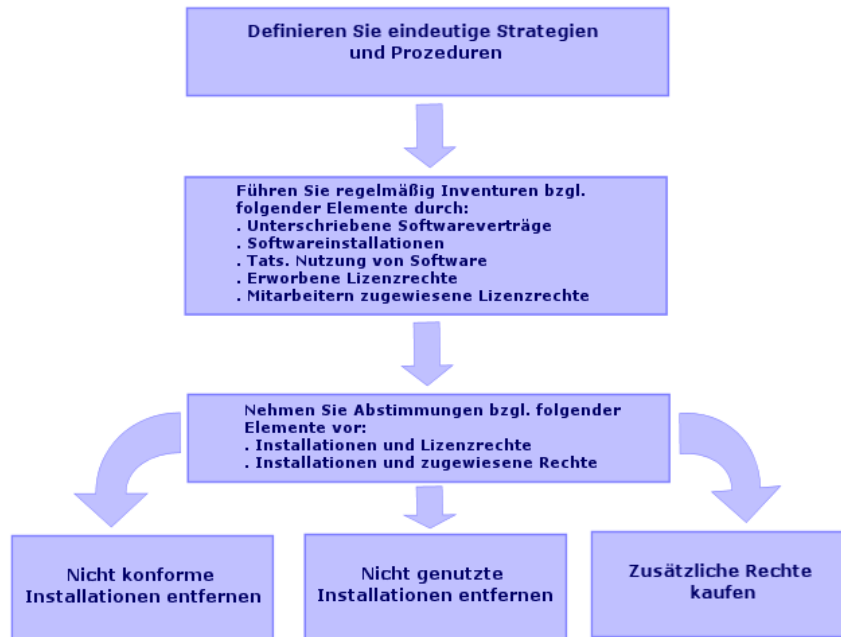 Definieren Sie eindeutige Strategien
und Prozeduren
Führen Sie regelmäßig Inventuren bzgl.
folgender Elemente durch:
. Unterschriebene Softwareverträge
. Softwareinstallationen
. Tats. Nutzung von Software
. Erworbene Lizenzrechte
. Mitarbeitern zugewiesene Lizenzrechte
Nehmen Sie Abstimmungen bzgl. folgender
Elemente vor:
. Installationen und Lizenzrechte
. Installationen und zugewiesene Rechte
Nicht konforme
Installationen entfernen
Nicht genutzte
Installationen entfernen
Zusätzliche Rechte
kaufen